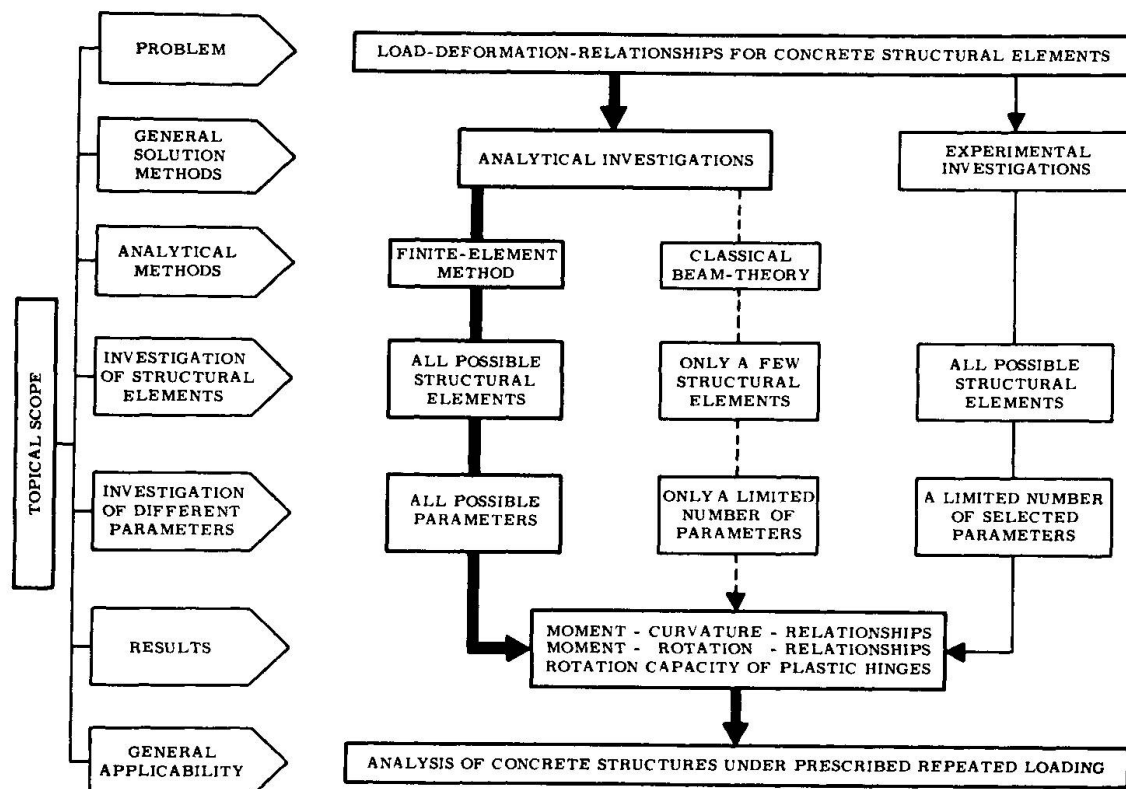 PROBLEM
LOAD-DEFORMATION-RELATIONSHIPS FOR CONCRETE STRUCTURAL ELEMENTS
GENERAL
SOLUTION
METHODS
ANALYTICAL INVESTIGATIONS
EXPERIMENTAL
INVESTIGATIONS
ANALYTICAL
METHODS
FINITE-ELEMENT
METHOD
CLASSICAL
BEAM-THEORY
TOPICAL SCOPE
INVESTIGATION
OF STRUCTURAL
ELEMENTS
ALL POSSIBLE
STRUCTURAL
ELEMENTS
ONLY A FEW
STRUCTURAL
ELEMENTS
ALL POSSIBLE
STRUCTURAL
ELEMENTS
INVESTIGATION
OF DIFFERENT
PARAMETERS
ALL POSSIBLE
PARAMETERS
ONLY A LIMITED
NUMBER OF
PARAMETERS
A LIMITED NUMBER
OF SELECTED
PARAMETERS
RESULTS
MOMENT - CURVATURE - RELATIONSHIPS
MOMENT - ROTATION - RELATIONSHIPS
ROTATION CAPACITY OF PLASTIC HINGES
GENERAL
APPLICABILITY
ANALYSIS OF CONCRETE STRUCTURES UNDER PRESCRIBED REPEATED LOADING